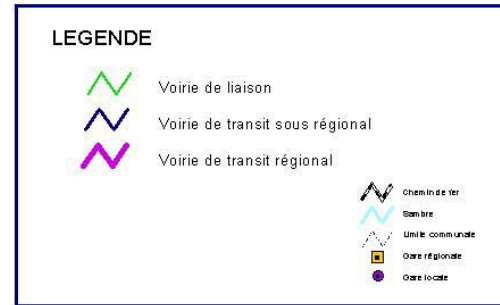 LEGENDE
Voirie de liaison
Voirie de transit sous régional
Voirie de transit régional
Chemin de fer
Sambre
Limite communale
Gare régionale
Gare locale